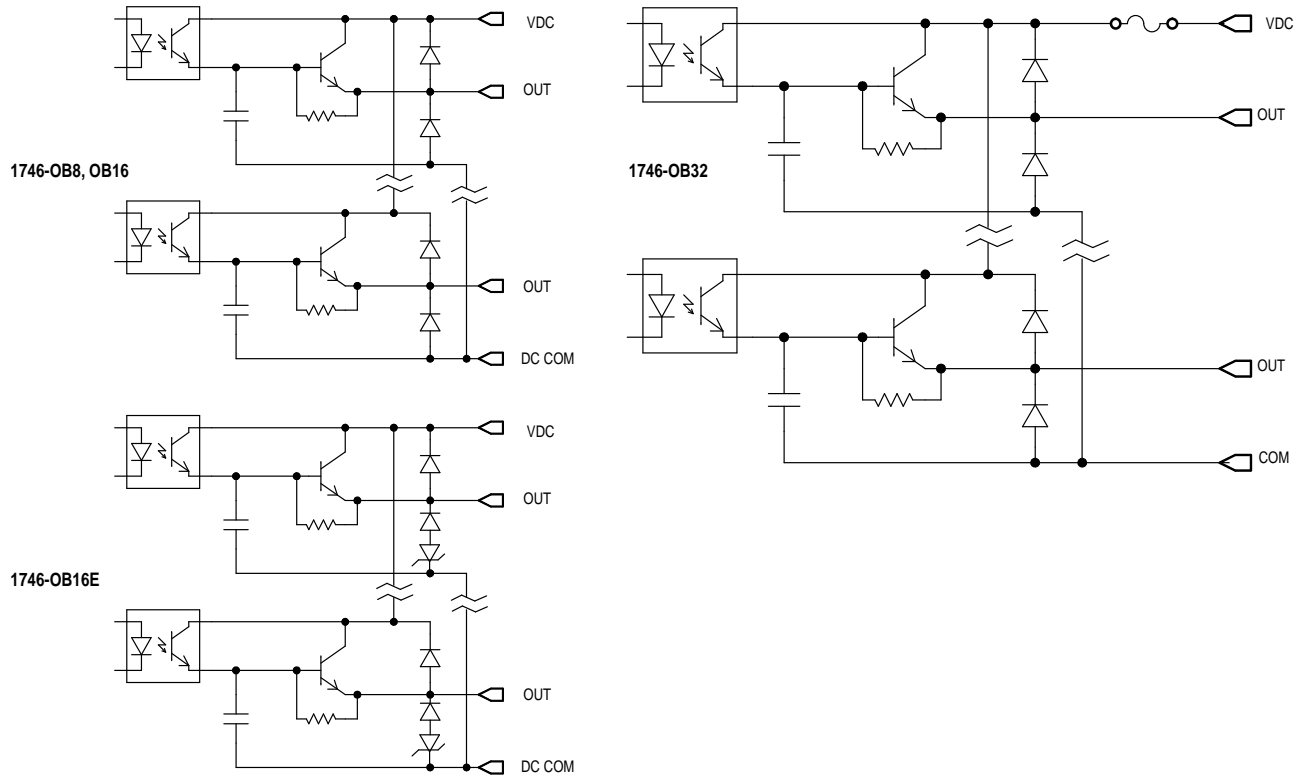 VDC
OUT
1746-OB8, OB16
OUT
DC COM
VDC
OUT
1746-OB16E
OUT
DC COM
VDC
OUT
1746-OB32
OUT
COM